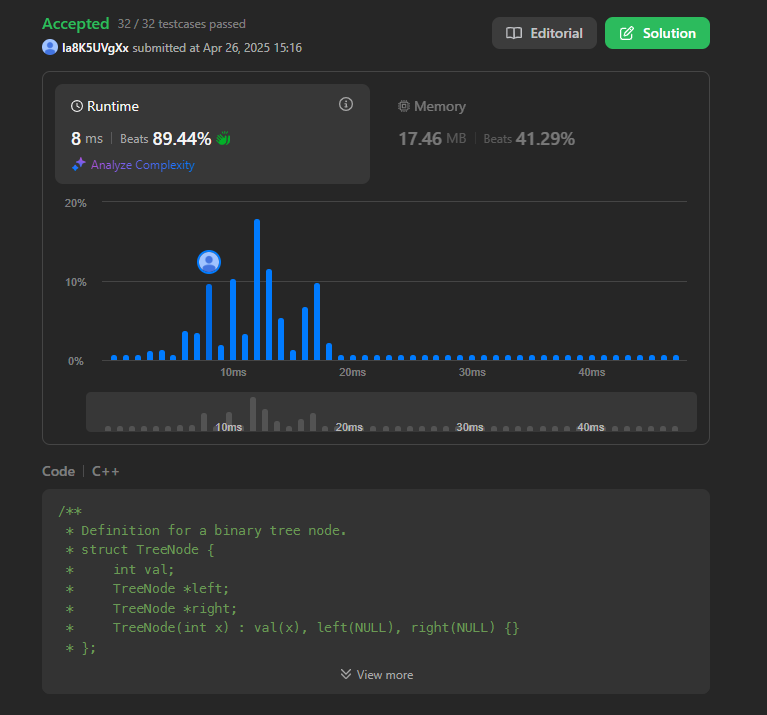 Accepted 32 / 32 testcases passed
la8K5UVgXx submitted at Apr 26, 2025 15:16
Editorial
Solution
Runtime
8 ms | Beats 89.44%
Analyze Complexity
Memory
17.46 MB | Beats 41.29%
20%
10%
0%
10ms 20ms 30ms 40ms
10ms 20ms 30ms 40ms
Code | C++
/**
 * Definition for a binary tree node.
 * struct TreeNode {
 *     int val;
 *     TreeNode *left;
 *     TreeNode *right;
 *     TreeNode(int x) : val(x), left(NULL), right(NULL) {}
 * };
View more